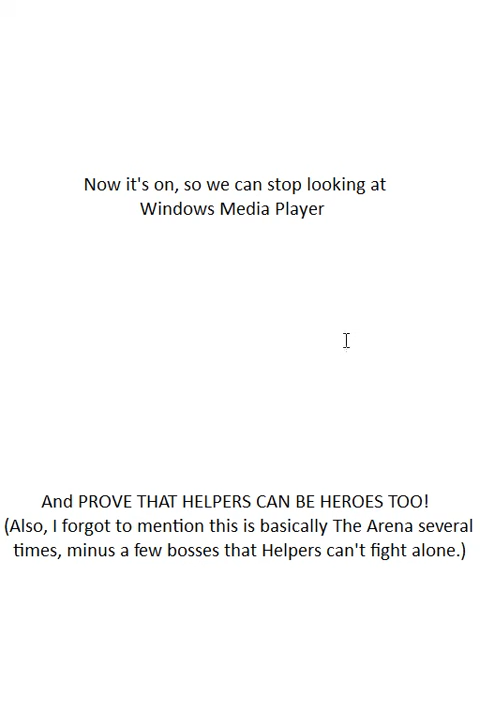 Now it's on, so we can stop looking at
Windows Media Player
And PROVE THAT HELPERS CAN BE HEROES TOO!
(Also, I forgot to mention this is basically The Arena several
times, minus a few bosses that Helpers can't fight alone.)